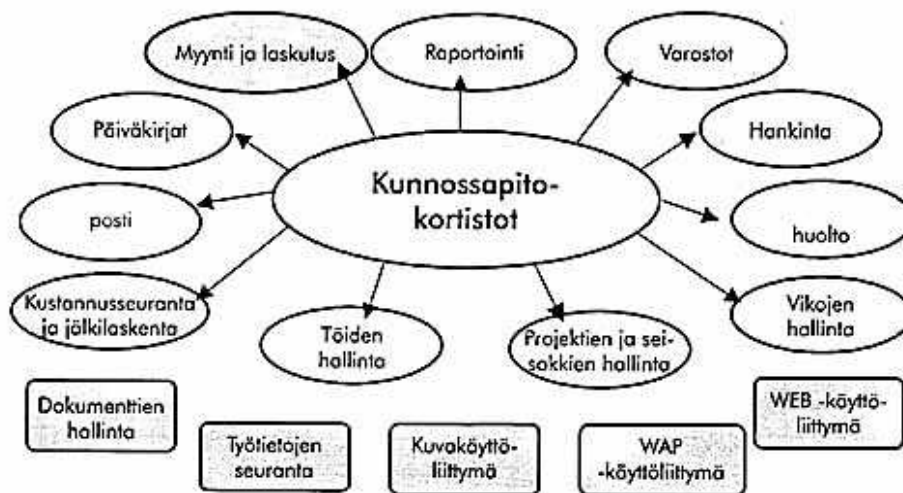 Myynti ja laskutus
Raportointi
Varastot
Päiväkirjat
Hankinta
Kunnossapito-
kortistot
posti
huolto
Kustannusseuranta
ja jälkilaskenta
Töiden
hallinta
Projektien ja sei-
sokkien hallinta
Vikojen
hallinta
Dokumenttien
hallinta
Työtietojen
seuranta
Kuvakäyttö-
liittymä
WAP
-käyttöliittymä
WEB -käyttö-
liittymä